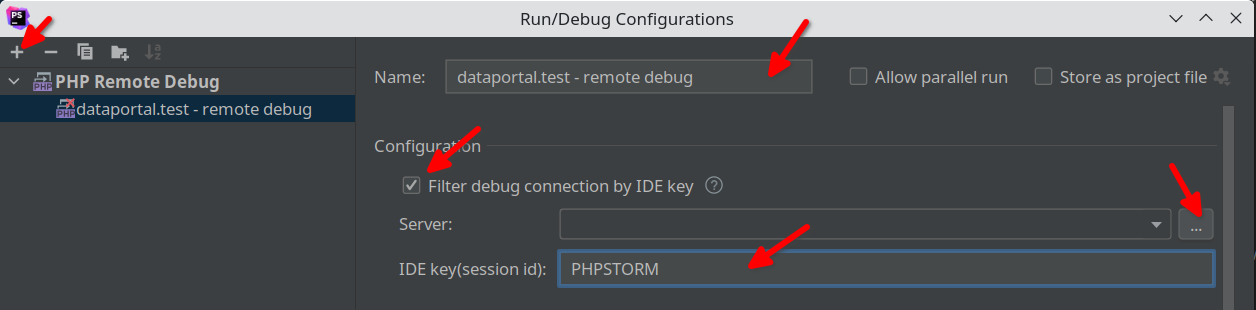 PS
Run/Debug Configurations
Name: dataportal.test - remote debug
Allow parallel run
Store as project file
PHP Remote Debug
dataportal.test - remote debug
Configuration
Filter debug connection by IDE key ?
Server:
...
IDE key(session id): PHPSTORM